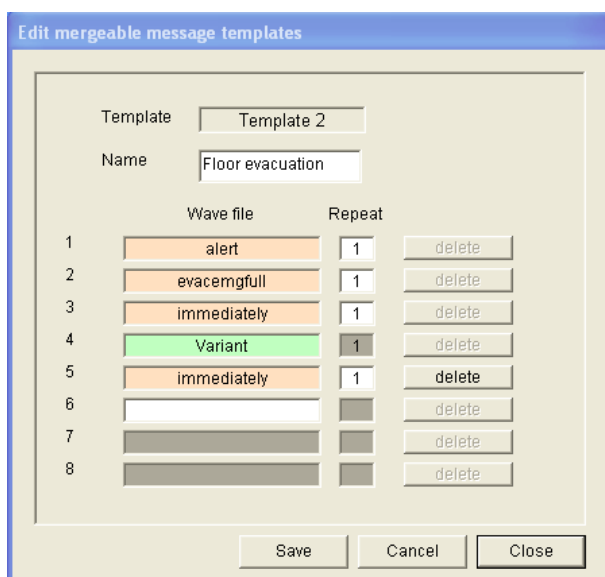 Edit mergeable message templates
Template Template 2
Name Floor evacuation
Wave file Repeat
1 alert 1 delete
2 evacemgfull 1 delete
3 immediately 1 delete
4 Variant 1 delete
5 immediately 1 delete
6 delete
7 delete
8 delete
Save Cancel Close